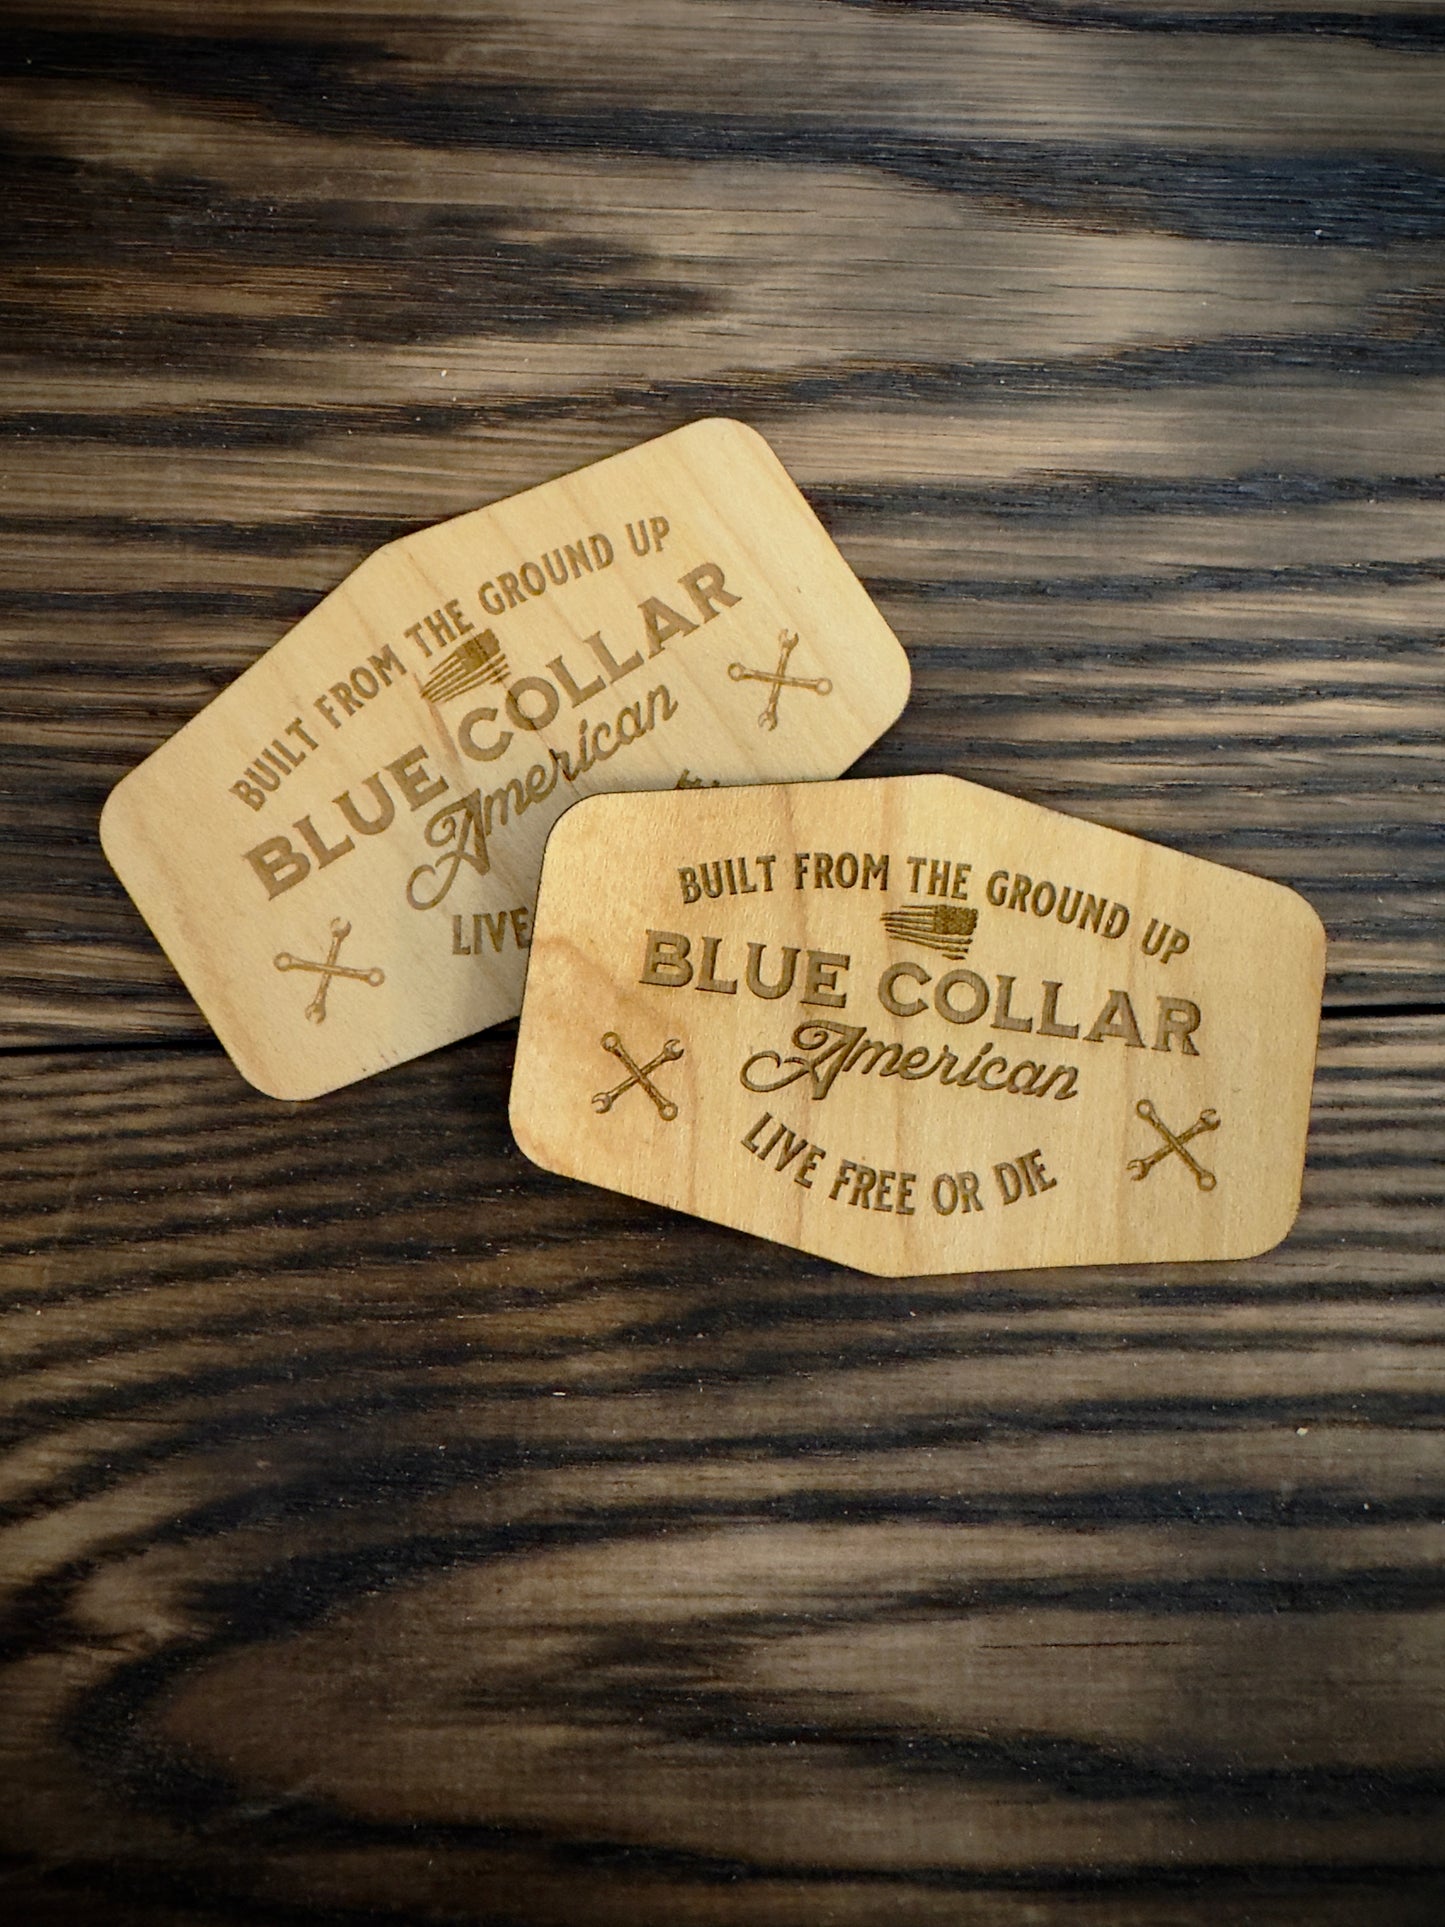 BUILT FROM THE GROUND UP
BLUE COLLAR
American
LIVE
BUILT FROM THE GROUND UP
BLUE COLLAR
American
LIVE FREE OR DIE